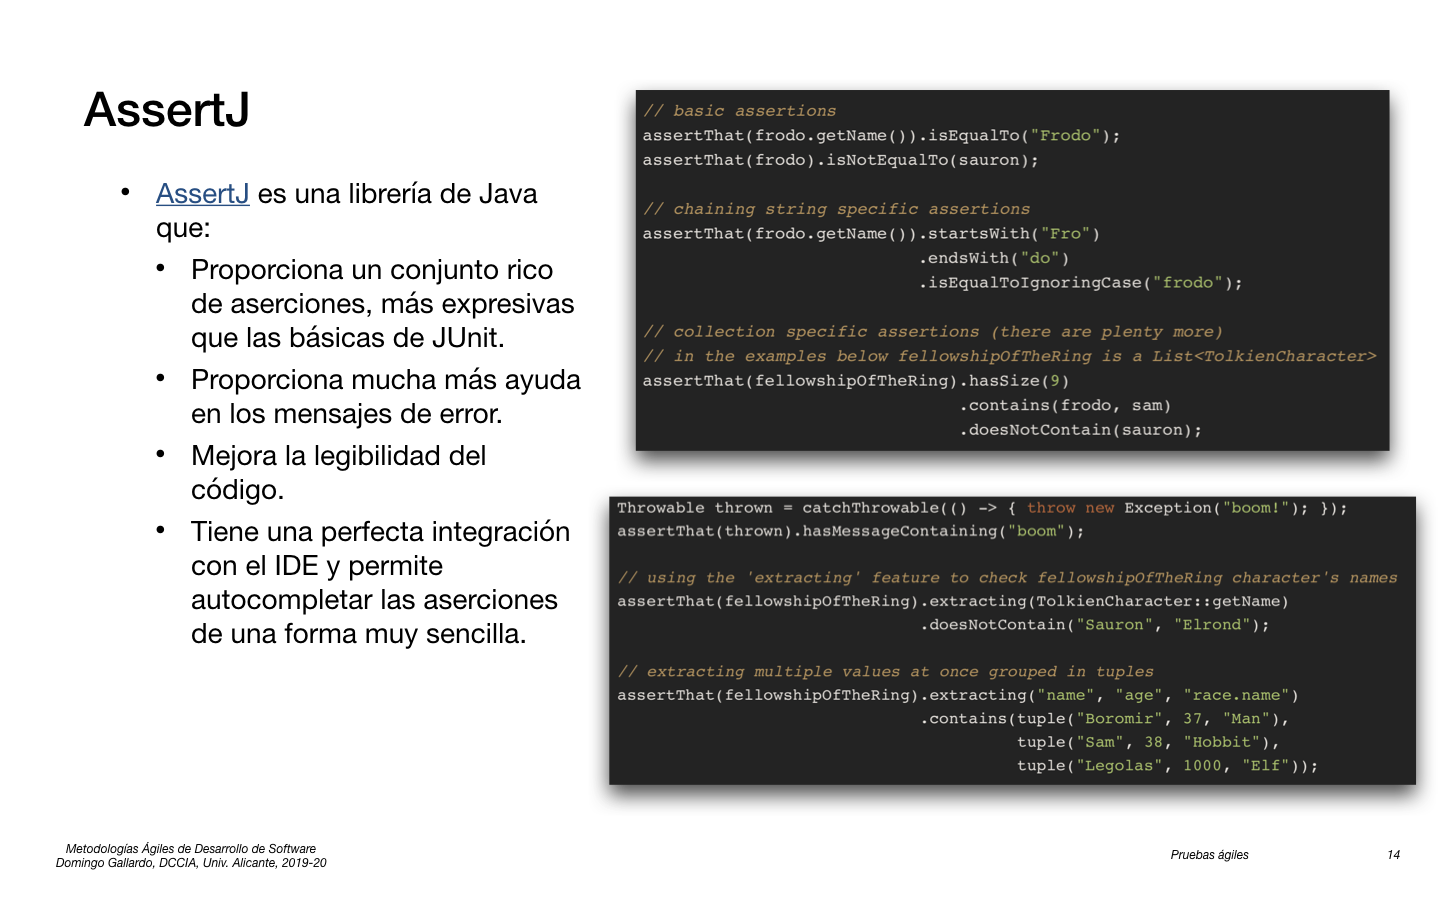 AssertJ
• AssertJ es una librería de Java
que:
• Proporciona un conjunto rico
de aserciones, más expresivas
que las básicas de JUnit.
• Proporciona mucha más ayuda
en los mensajes de error.
• Mejora la legibilidad del
código.
• Tiene una perfecta integración
con el IDE y permite
autocompletar las aserciones
de una forma muy sencilla.
// basic assertions
assertThat(frodo.getName()).isEqualTo("Frodo");
assertThat(frodo).isNotEqualTo(sauron);
// chaining string specific assertions
assertThat(frodo.getName()).startsWith("Fro")
.endsWith("do")
.isEqualToIgnoringCase("frodo");
// collection specific assertions (there are plenty more)
// in the examples below fellowshipOfTheRing is a List<TolkienCharacter>
assertThat(fellowshipOfTheRing).hasSize(9)
.contains(frodo, sam)
.doesNotContain(sauron);
Throwable thrown = catchThrowable(() -> { throw new Exception("boom!"); });
assertThat(thrown).hasMessageContaining("boom");
// using the 'extracting' feature to check fellowshipOfTheRing character's names
assertThat(fellowshipOfTheRing).extracting(TolkienCharacter::getName)
.doesNotContain("Sauron", "Elrond");
// extracting multiple values at once grouped in tuples
assertThat(fellowshipOfTheRing).extracting("name", "age", "race.name")
.contains(tuple("Boromir", 37, "Man"),
tuple("Sam", 38, "Hobbit"),
tuple("Legolas", 1000, "Elf"));
Metodologías Ágiles de Desarrollo de Software
Domingo Gallardo, DCCIA, Univ. Alicante, 2019-20
Pruebas ágiles
14